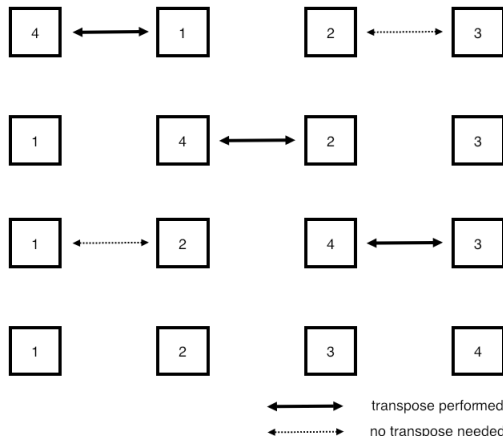 4 1 2 3
1 4 2 3
1 2 4 3
1 2 3 4
transpose performed
no transpose needed